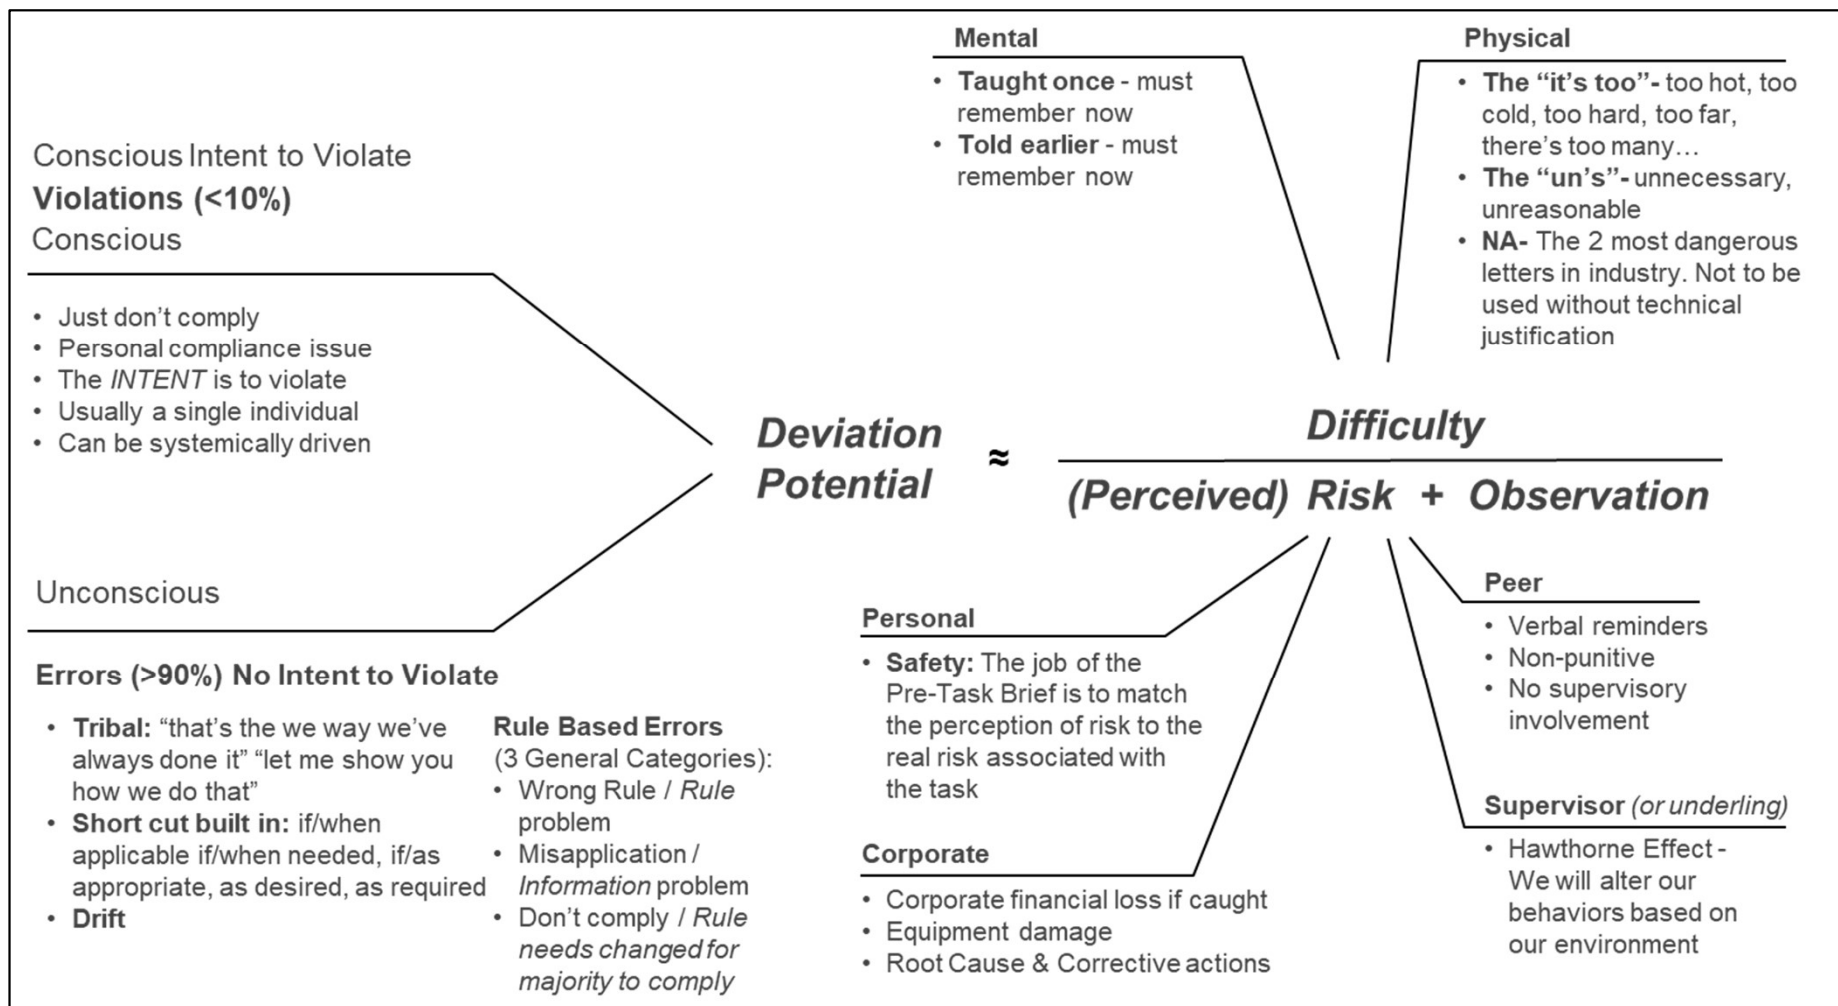 Conscious Intent to Violate
Violations (<10%)
Conscious
• Just don’t comply
• Personal compliance issue
• The INTENT is to violate
• Usually a single individual
• Can be systemically driven
Unconscious
Errors (>90%) No Intent to Violate
• Tribal: “that’s the we way we’ve
always done it” “let me show you
how we do that”
• Short cut built in: if/when
applicable if/when needed, if/as
appropriate, as desired, as required
• Drift
Rule Based Errors
(3 General Categories):
• Wrong Rule / Rule
problem
• Misapplication /
Information problem
• Don’t comply / Rule
needs changed for
majority to comply
Deviation
Potential
≈
Difficulty
(Perceived) Risk + Observation
Mental
• Taught once - must
remember now
• Told earlier - must
remember now
Physical
• The “it’s too”- too hot, too
cold, too hard, too far,
there’s too many…
• The “un’s”- unnecessary,
unreasonable
• NA- The 2 most dangerous
letters in industry. Not to be
used without technical
justification
Personal
• Safety: The job of the
Pre-Task Brief is to match
the perception of risk to the
real risk associated with
the task
Corporate
• Corporate financial loss if caught
• Equipment damage
• Root Cause & Corrective actions
Peer
• Verbal reminders
• Non-punitive
• No supervisory
involvement
Supervisor (or underling)
• Hawthorne Effect -
We will alter our
behaviors based on
our environment